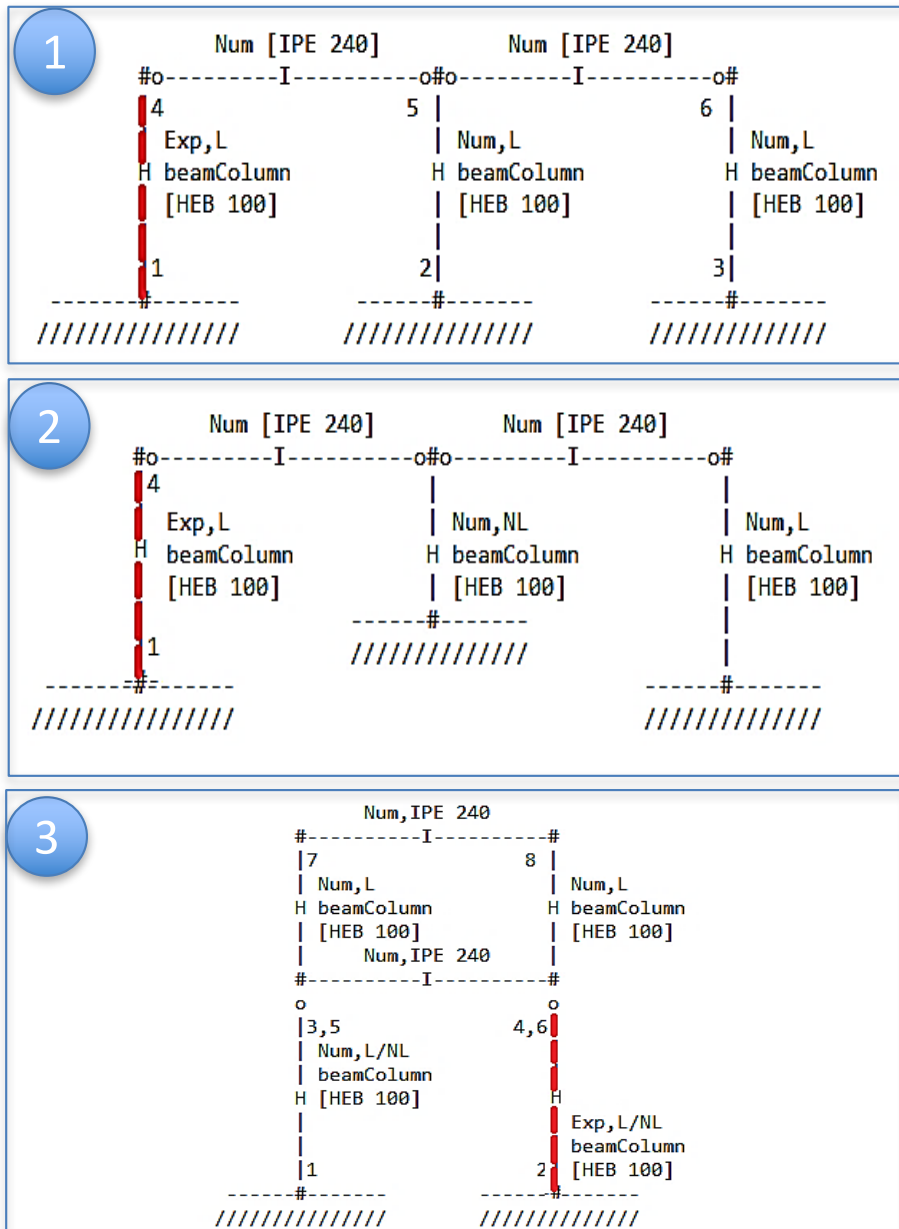 1
Num [IPE 240] Num [IPE 240]
#o---------I---------o#o---------I---------o#
4 5 | 6 |
Exp,L | Num,L | Num,L
H beamColumn H beamColumn H beamColumn
[HEB 100] | [HEB 100] | [HEB 100]
| |
1 2| 3|
-------#------- ------#------- ------#-------
//////////////// /////////////// //////////////
2
Num [IPE 240] Num [IPE 240]
#o---------I---------o#o---------I---------o#
4 | |
Exp,L | Num,NL | Num,L
H beamColumn H beamColumn H beamColumn
[HEB 100] | [HEB 100] | [HEB 100]
------#------- |
1 ////////////// |
-------#------- ------#-------
//////////////// //////////////
3
Num,IPE 240
#----------I----------#
|7 8 |
| Num,L | Num,L
H beamColumn H beamColumn
| [HEB 100] | [HEB 100]
| Num,IPE 240 |
#----------I----------#
o o
|3,5 4,6
| Num,L/NL
| beamColumn
H [HEB 100] H
| Exp,L/NL
| beamColumn
|1 2 [HEB 100]
------#------- ------#-------
/////////////// //////////////